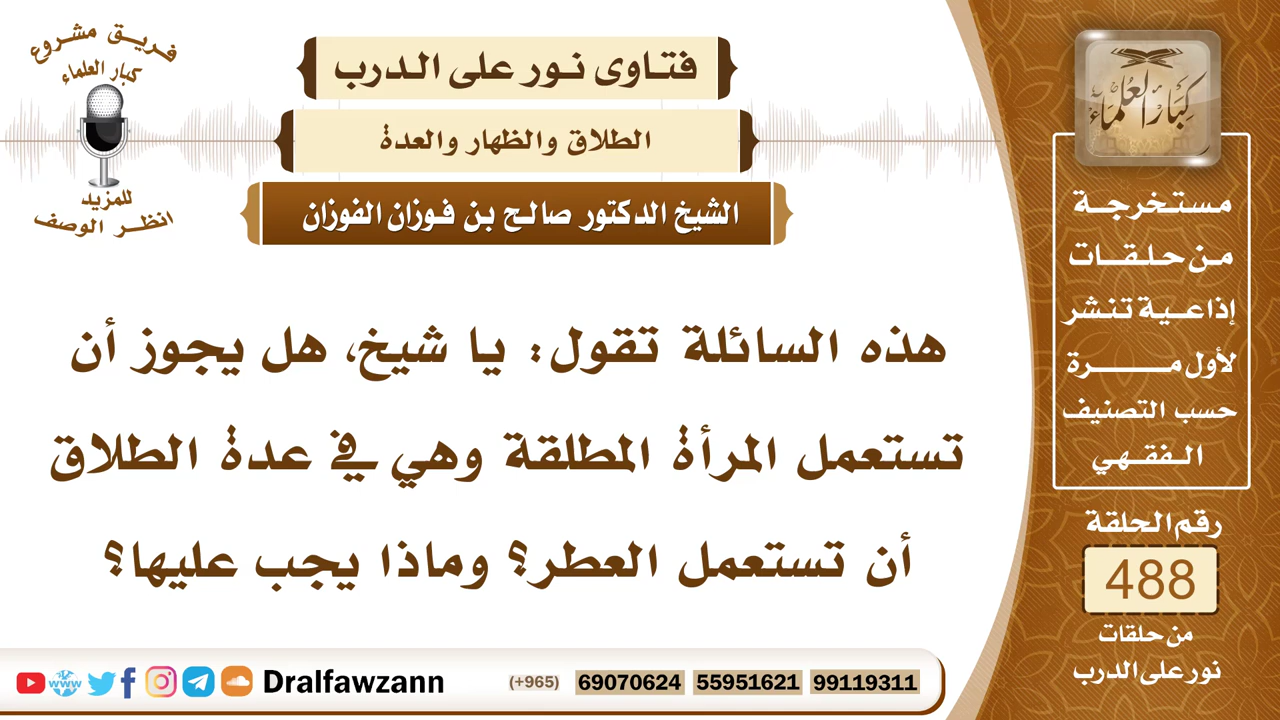 فريق مشروع
كبار العلماء
للمزيد
انظر الوصف
فتاوى نور على الدرب
الطلاق والظهار والعدة
الشيخ الدكتور صالح بن فوزان الفوزان
هذه السائلة تقول: يا شيخ، هل يجوز أن
تستعمل المرأة المطلقة وهي في عدة الطلاق
أن تستعمل العطر؟ وماذا يجب عليها؟
كبار العلماء
مستخرجة
من حلقات
إذاعية تنشر
لأول مرة
حسب التصنيف
الفقهي
رقم الحلقة
488
من حلقات
نور على الدرب
www Dralfawzann (+965) 69070624 55951621 99119311